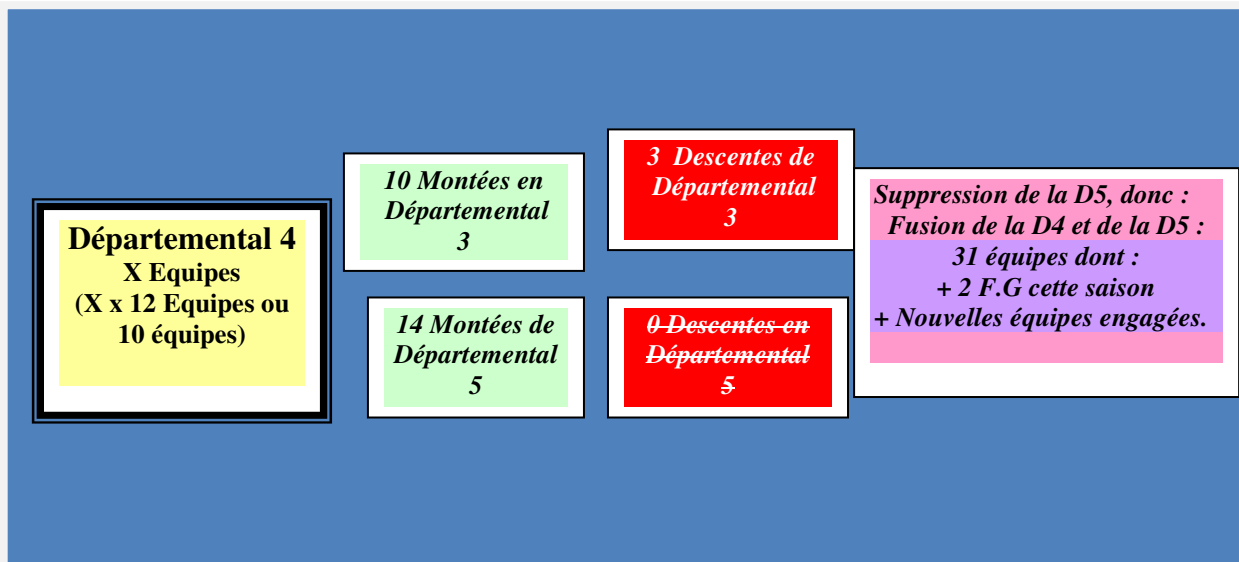 Départemental 4
X Equipes
(X x 12 Equipes ou
10 équipes)
10 Montées en
Départemental
3
14 Montées de
Départemental
5
3 Descentes de
Départemental
3
0 Descentes en
Départemental
5
Suppression de la D5, donc :
Fusion de la D4 et de la D5 :
31 équipes dont :
+ 2 F.G cette saison
+ Nouvelles équipes engagées.